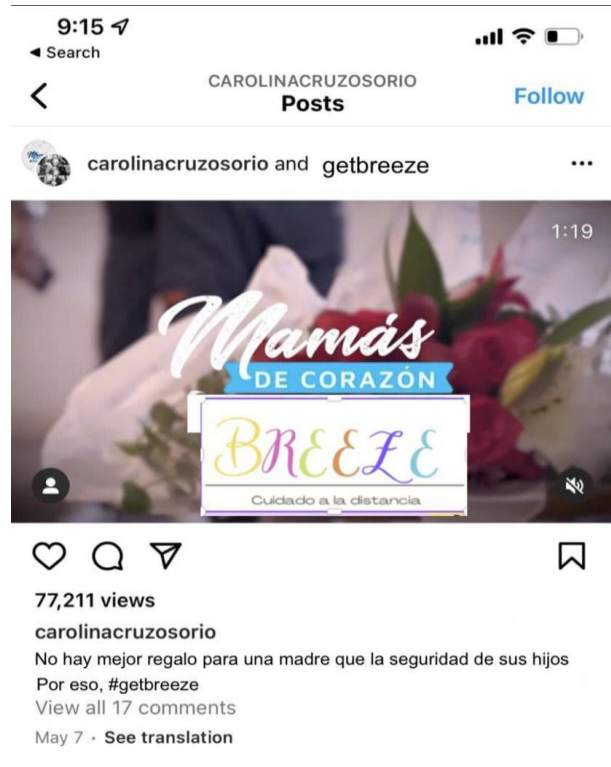 9:15
◀ Search
CAROLINACRUZOSORIO
Posts
Follow
carolinacruzosorio and getbreeze
1:19
Mamás
DE CORAZÓN
BREEZE
Cuidado a la distancia
77,211 views
carolinacruzosorio
No hay mejor regalo para una madre que la seguridad de sus hijos
Por eso, #getbreeze
View all 17 comments
May 7 · See translation